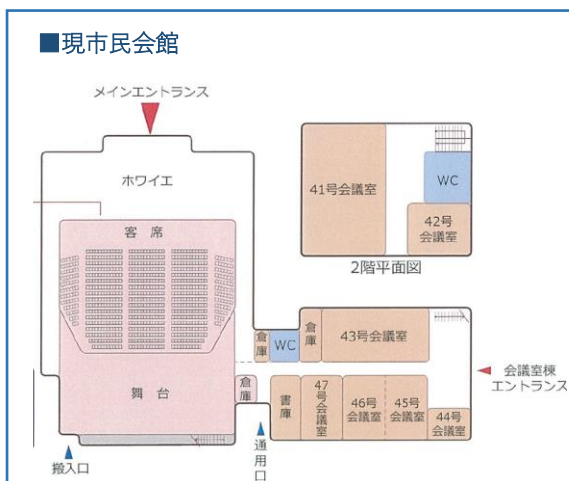 ■現市民会館
メインエントランス
ホワイエ
客席
41号会議室
WC
42号
会議室
2階平面図
倉庫
WC
倉庫
43号会議室
会議室棟
エントランス
舞台
倉庫
書庫
47号会議室
46号
会議室
45号
会議室
44号
会議室
搬入口
通用口